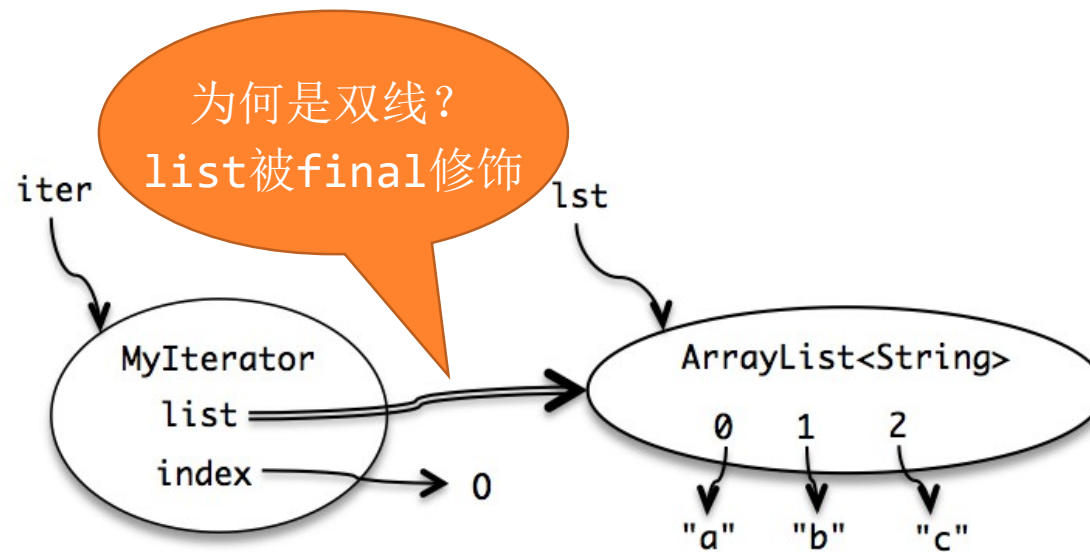 为何是双线?
list被final修饰
iter
lst
MyIterator
list
index
0
ArrayList<String>
0 1 2
"a" "b" "c"